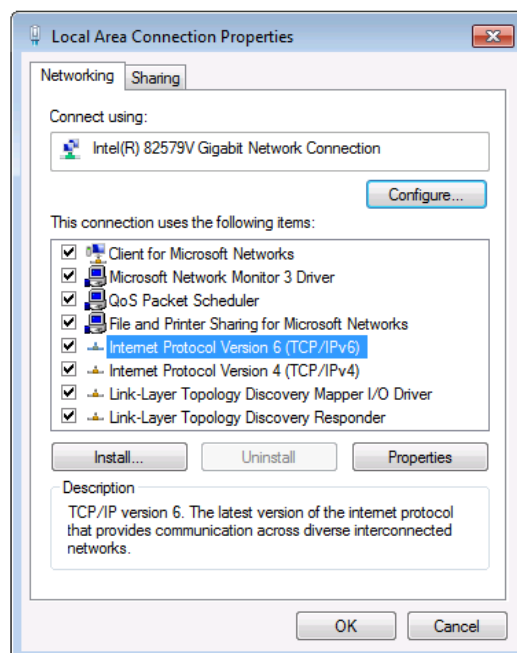 Local Area Connection Properties
Networking
Sharing
Connect using:
Intel(R) 82579V Gigabit Network Connection
Configure...
This connection uses the following items:
Client for Microsoft Networks
Microsoft Network Monitor 3 Driver
QoS Packet Scheduler
File and Printer Sharing for Microsoft Networks
Internet Protocol Version 6 (TCP/IPv6)
Internet Protocol Version 4 (TCP/IPv4)
Link-Layer Topology Discovery Mapper I/O Driver
Link-Layer Topology Discovery Responder
Install...
Uninstall
Properties
Description
TCP/IP version 6. The latest version of the internet protocol
that provides communication across diverse interconnected
networks.
OK
Cancel